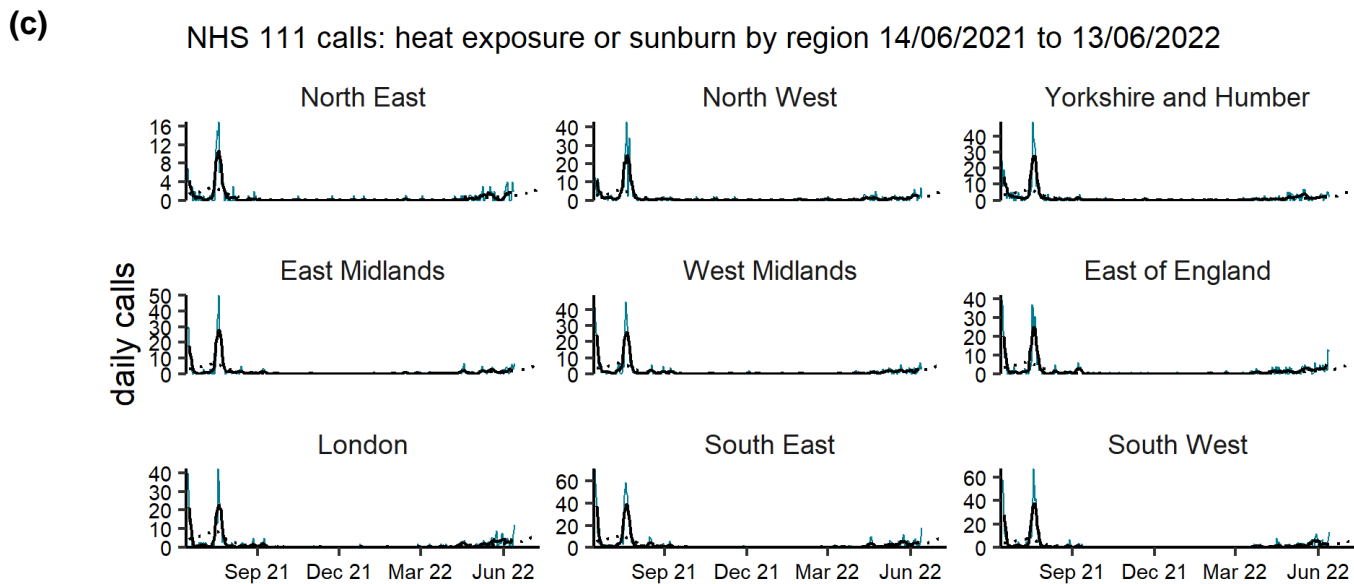 (c)
NHS 111 calls: heat exposure or sunburn by region 14/06/2021 to 13/06/2022
daily calls
North East
16
12
8
4
0
North West
40
30
20
10
0
Yorkshire and Humber
40
30
20
10
0
East Midlands
50
40
30
20
10
0
West Midlands
40
30
20
10
0
East of England
40
30
20
10
0
London
40
30
20
10
0
South East
60
40
20
0
South West
60
40
20
0
Sep 21 Dec 21 Mar 22 Jun 22
Sep 21 Dec 21 Mar 22 Jun 22
Sep 21 Dec 21 Mar 22 Jun 22